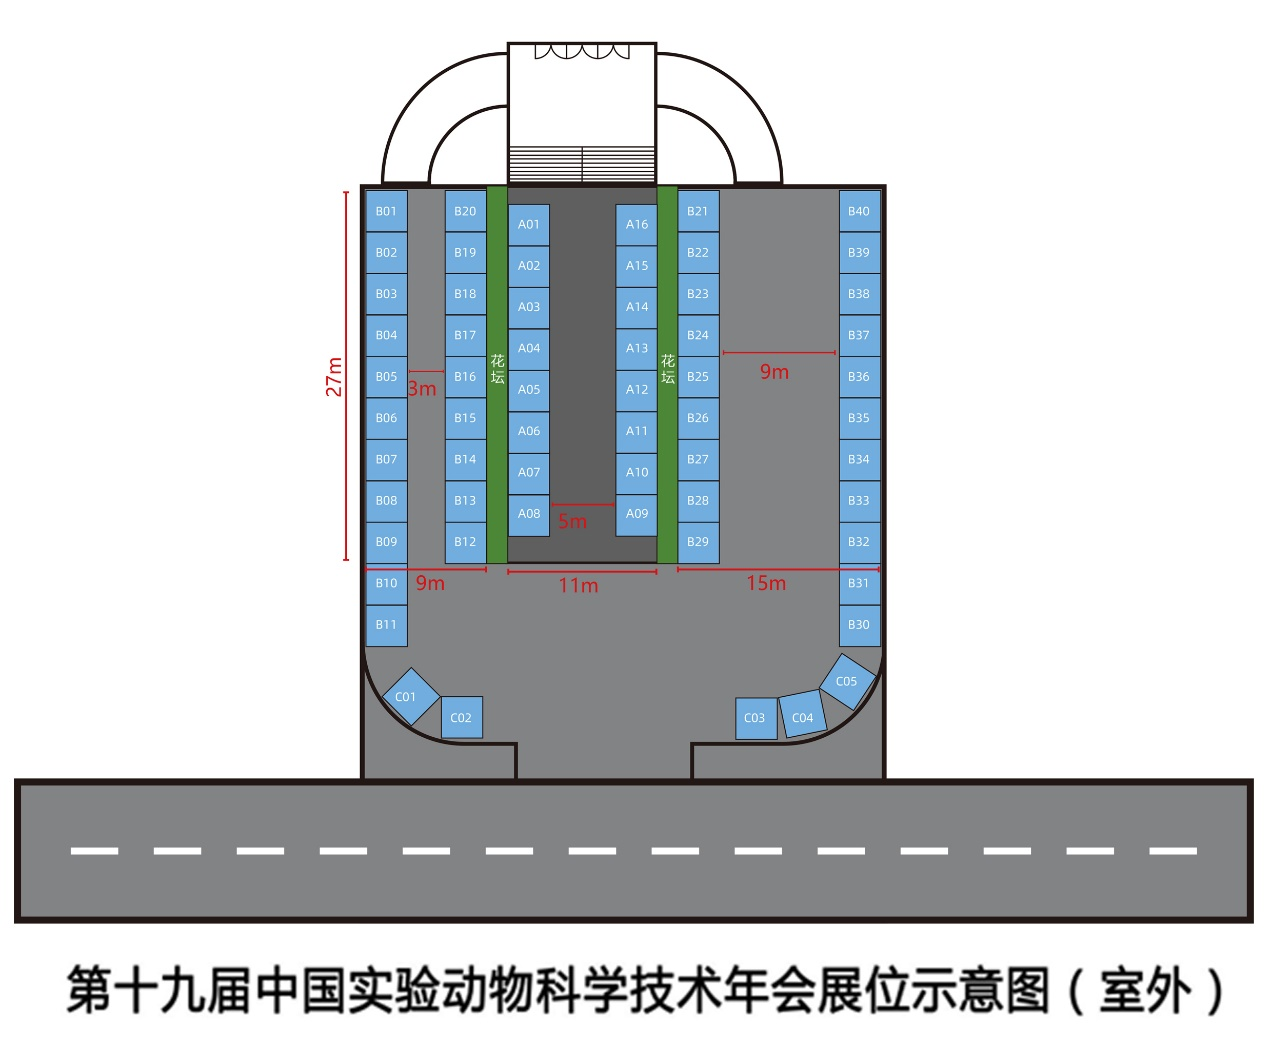 B01 B20 A01 A16 B21 B40
B02 B19 A02 A15 B22 B39
B03 B18 A03 A14 B23 B38
B04 B17 A04 A13 B24 B37
27m
3m
花坛
花坛
9m
B05 B16 A05 A12 B25 B36
B06 B15 A06 A11 B26 B35
B07 B14 A07 A10 B27 B34
B08 B13 A08 A09 B28 B33
5m
B09 B12 B29 B32
B10 9m 11m 15m B31
B11 B30
C01 C02 C03 C04 C05
第十九届中国实验动物科学技术年会展位示意图（室外）